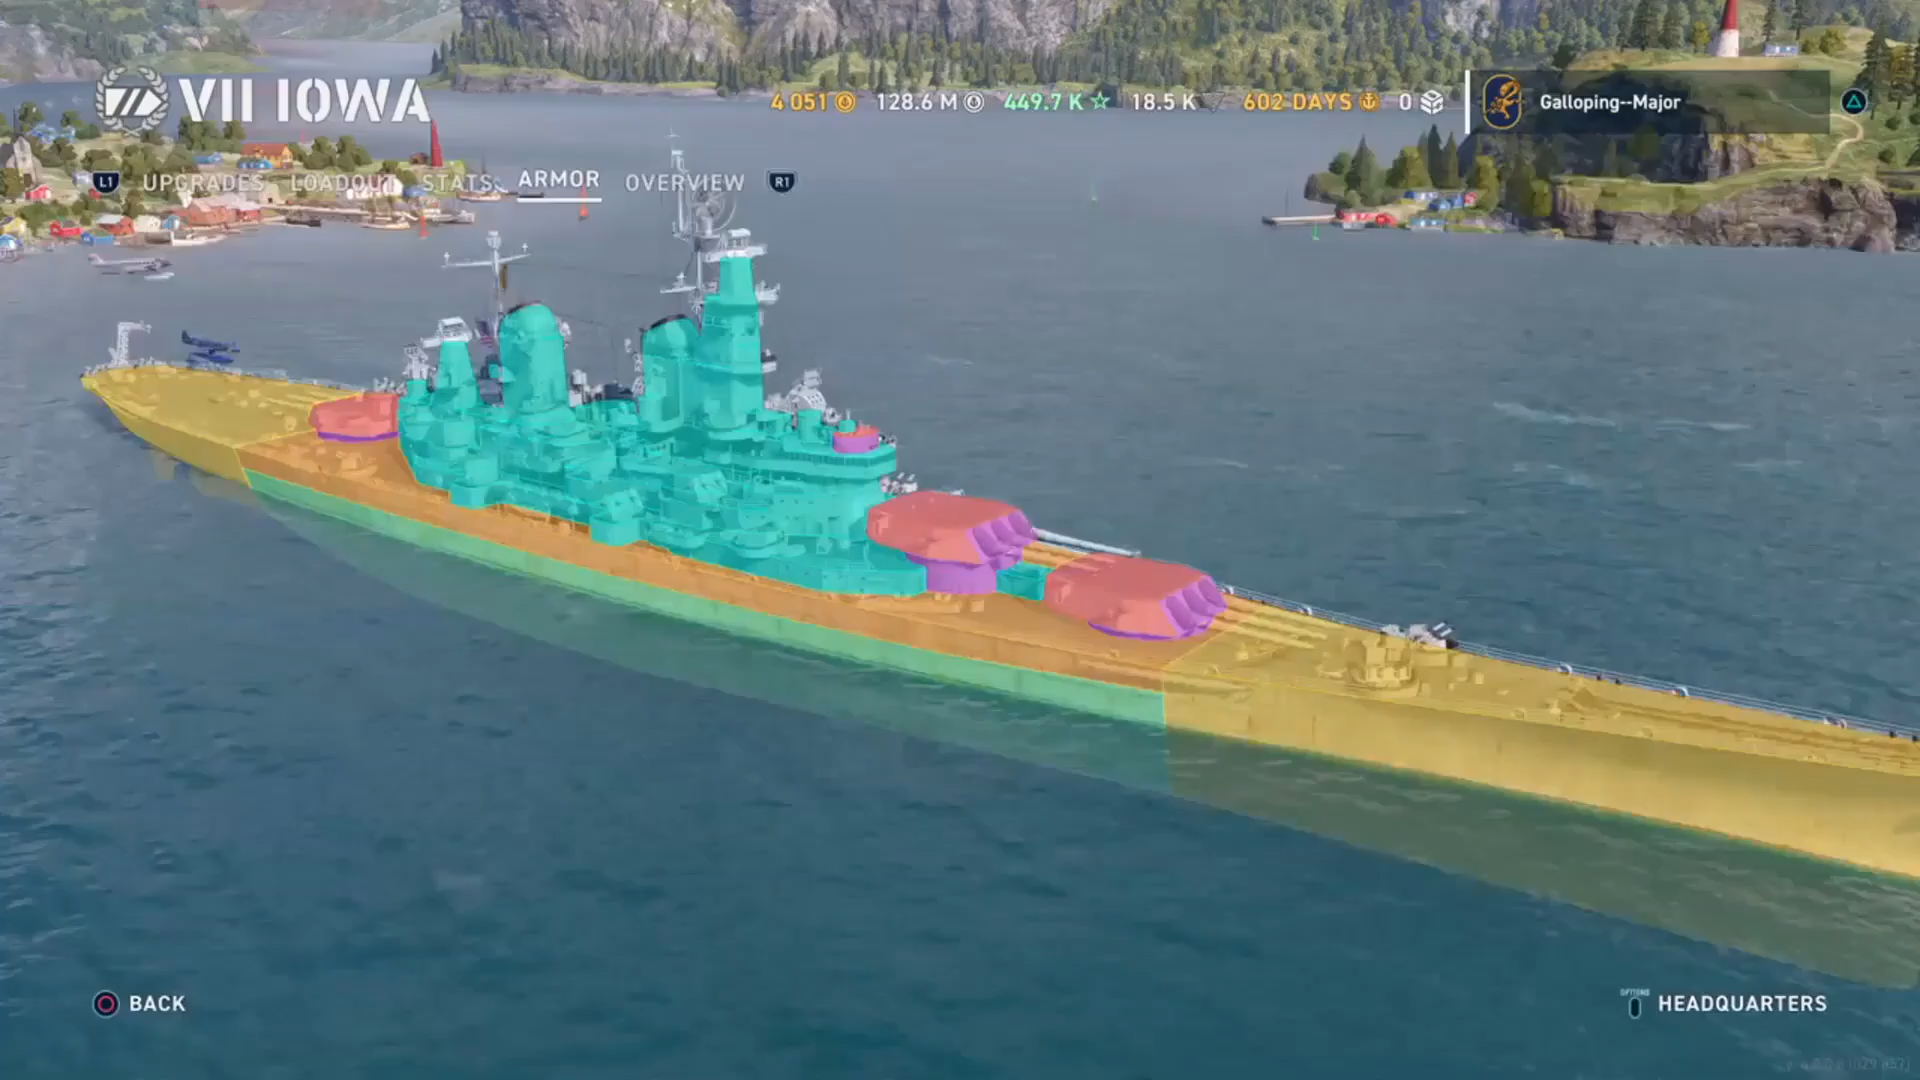 VII IOWA
4 051 128.6 M 449.7 K 18.5 K 602 DAYS 0
Galloping--Major
L1 UPGRADES LOADOUT STATS ARMOR OVERVIEW R1
BACK
OPTIONS
HEADQUARTERS